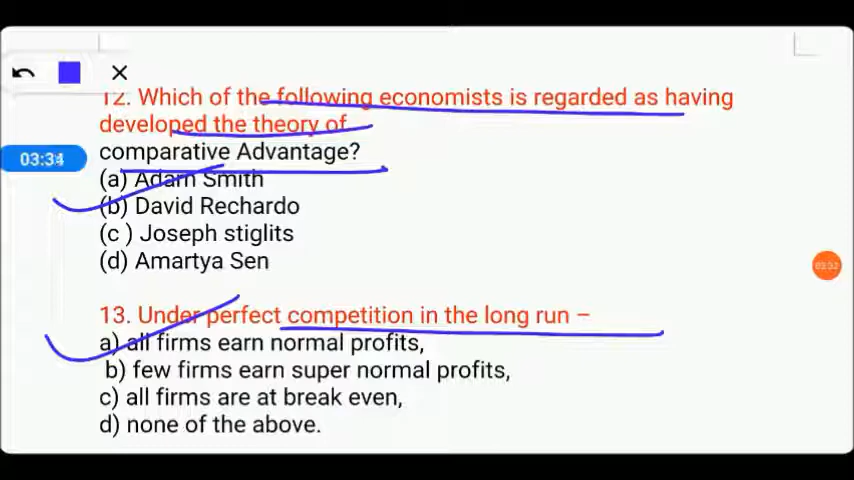 12. Which of the following economists is regarded as having
developed the theory of
03:34
comparative Advantage?
(a) Adam Smith
(b) David Rechardo
(c ) Joseph stiglits
(d) Amartya Sen
03:33
13. Under perfect competition in the long run –
a) all firms earn normal profits,
b) few firms earn super normal profits,
c) all firms are at break even,
d) none of the above.